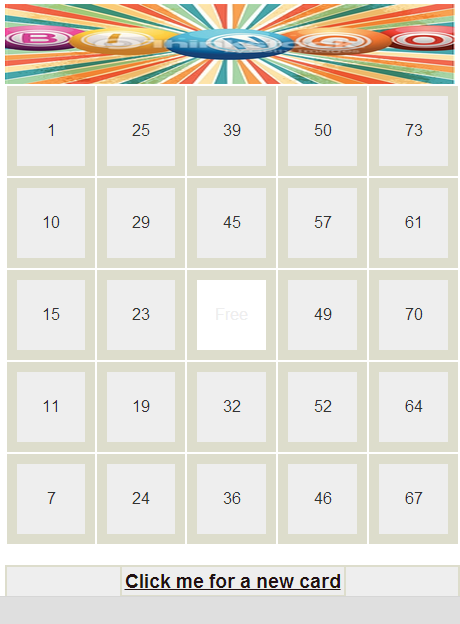 B I N G O
1 25 39 50 73
10 29 45 57 61
15 23 Free 49 70
11 19 32 52 64
7 24 36 46 67
Click me for a new card